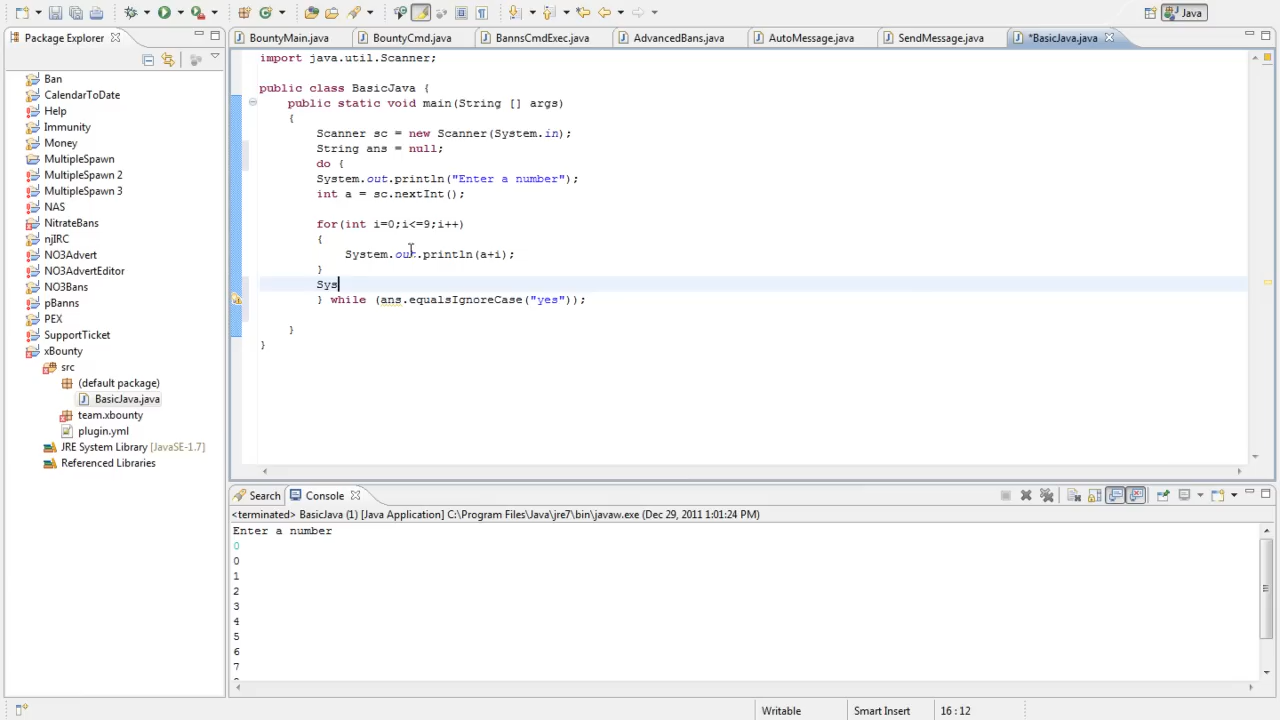 Java
Package Explorer
BountyMain.java
BountyCmd.java
BannsCmdExec.java
AdvancedBans.java
AutoMessage.java
SendMessage.java
*BasicJava.java
Ban
CalendarToDate
Help
Immunity
Money
MultipleSpawn
MultipleSpawn 2
MultipleSpawn 3
NAS
NitrateBans
njIRC
NO3Advert
NO3AdvertEditor
NO3Bans
pBanns
PEX
SupportTicket
xBounty
src
(default package)
BasicJava.java
team.xbounty
plugin.yml
JRE System Library [JavaSE-1.7]
Referenced Libraries
import java.util.Scanner;
public class BasicJava {
public static void main(String [] args)
{
Scanner sc = new Scanner(System.in);
String ans = null;
do {
System.out.println("Enter a number");
int a = sc.nextInt();
for(int i=0;i<=9;i++)
{
System.out.println(a+i);
}
Sys
} while (ans.equalsIgnoreCase("yes"));
}
}
Search
Console
<terminated> BasicJava (1) [Java Application] C:\Program Files\Java\jre7\bin\javaw.exe (Dec 29, 2011 1:01:24 PM)
Enter a number
0
0
1
2
3
4
5
6
7
Writable
Smart Insert
16 : 12